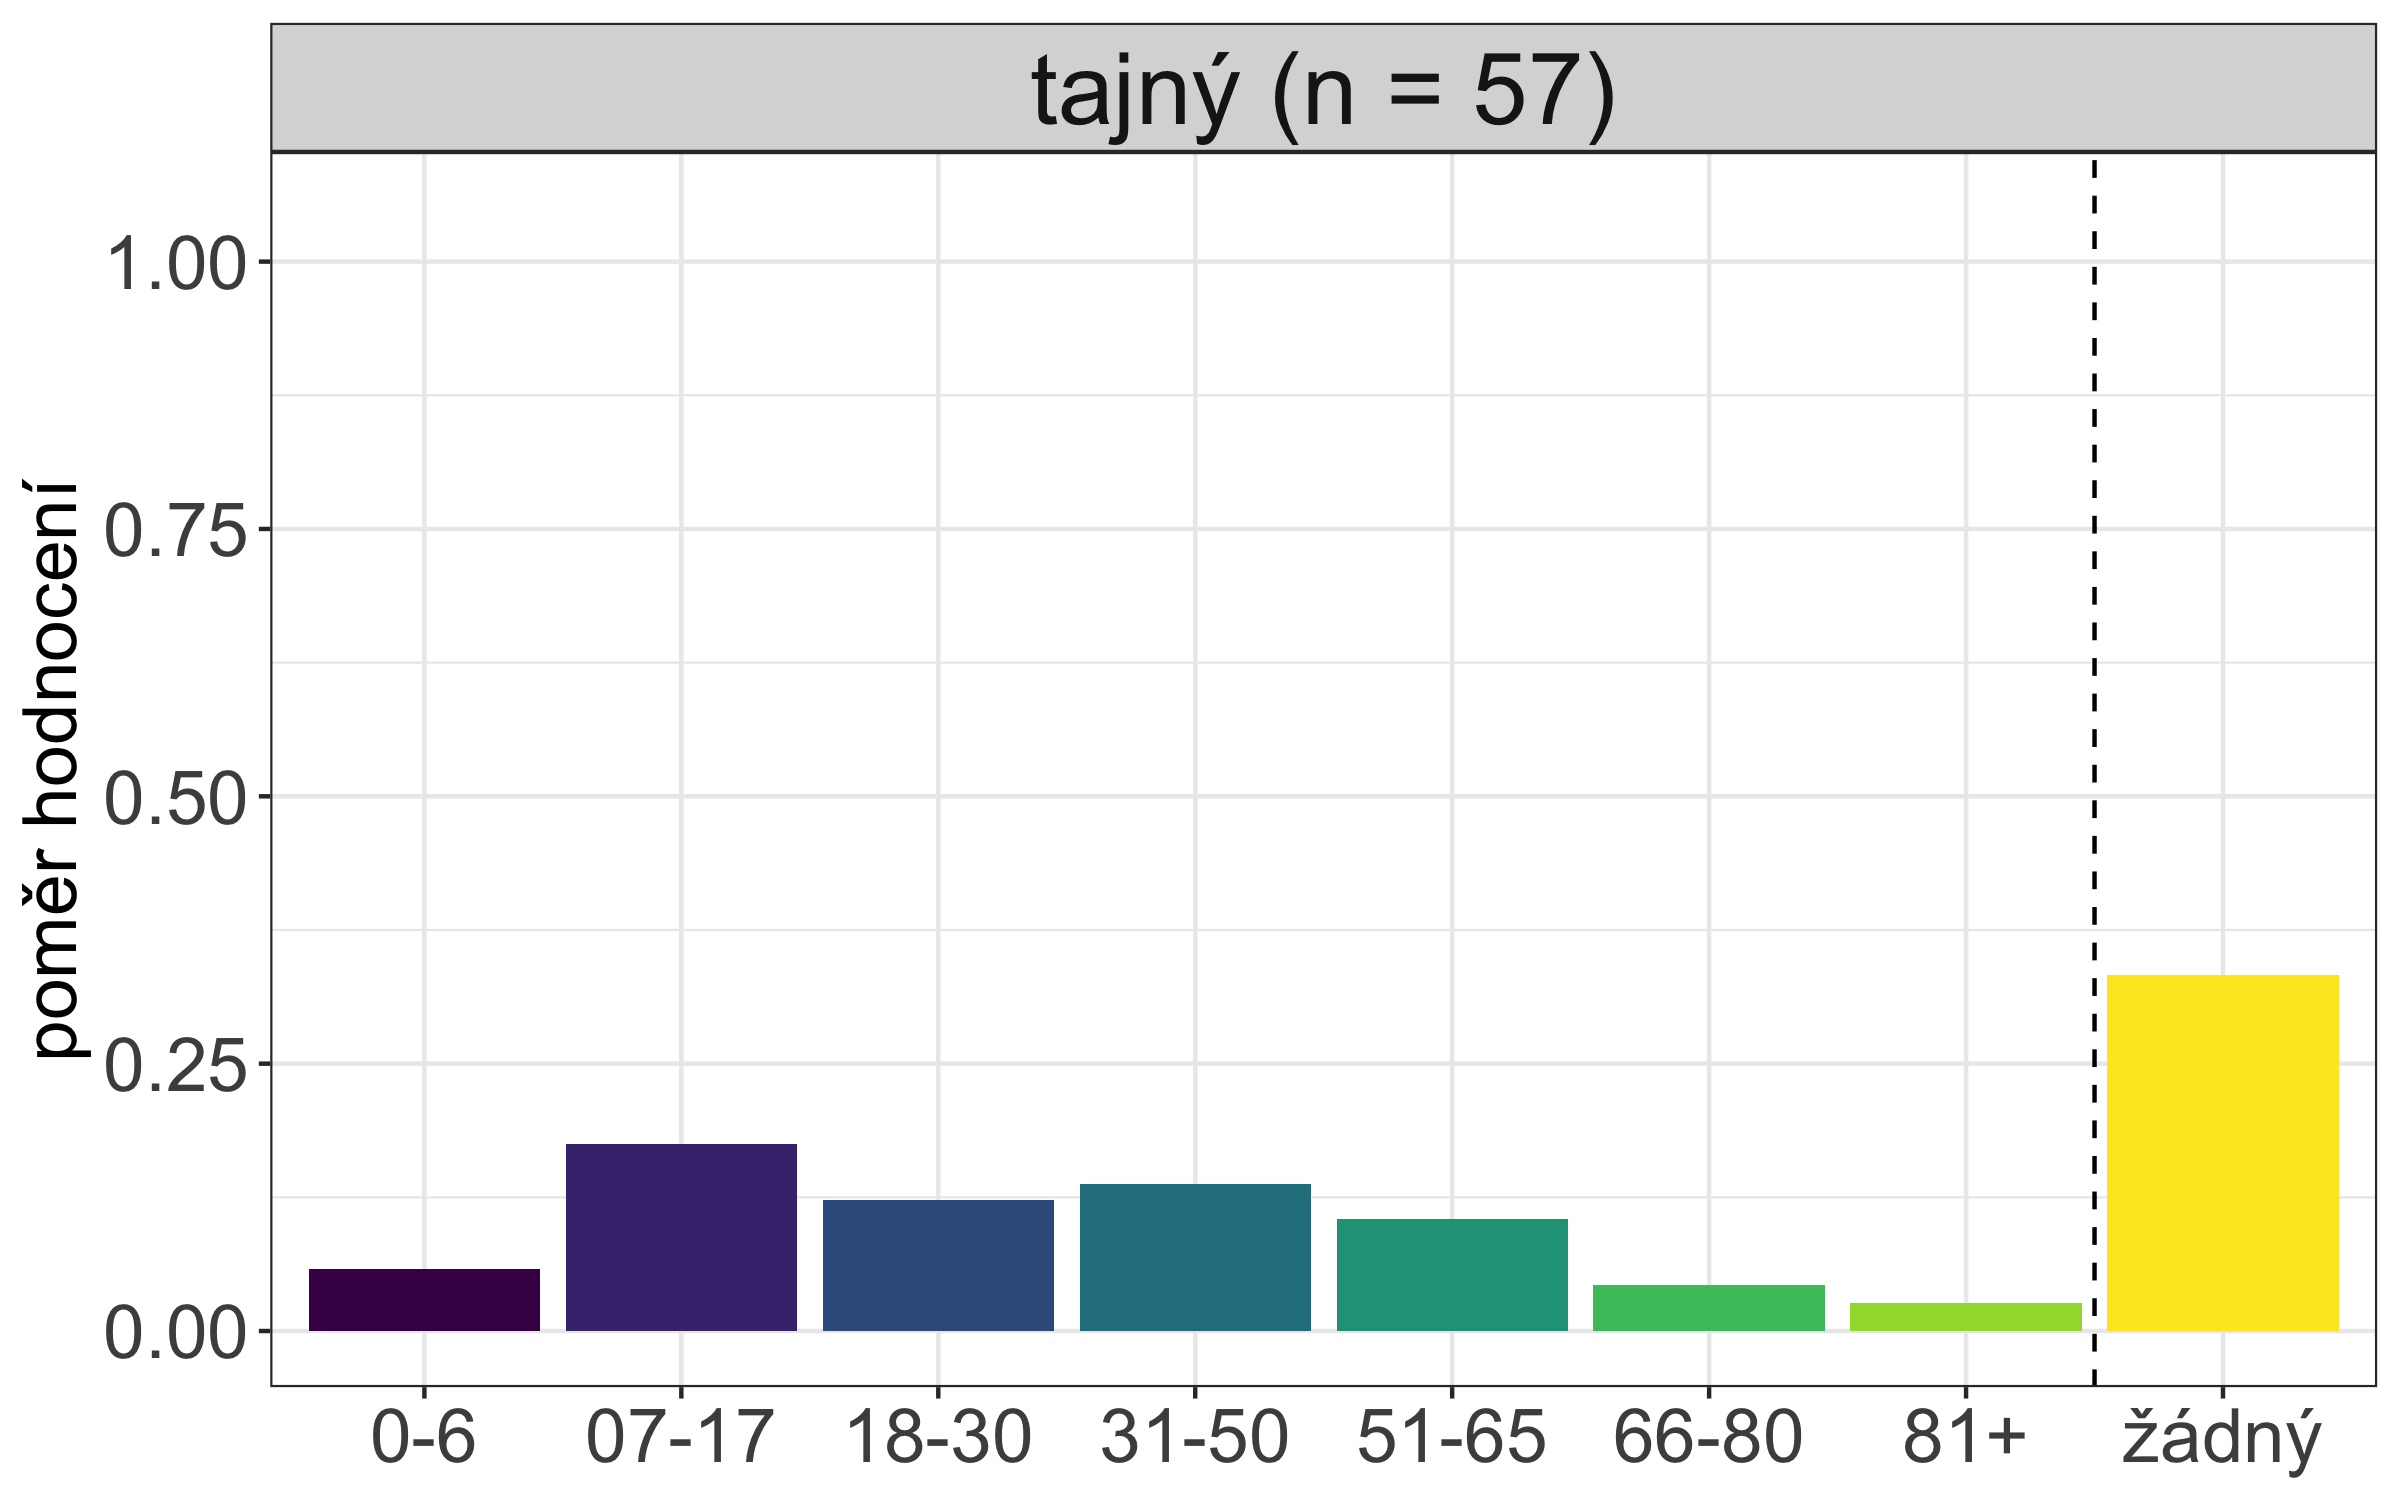 tajný (n = 57)
poměr hodnocení
1.00
0.75
0.50
0.25
0.00
0-6 07-17 18-30 31-50 51-65 66-80 81+ žádný